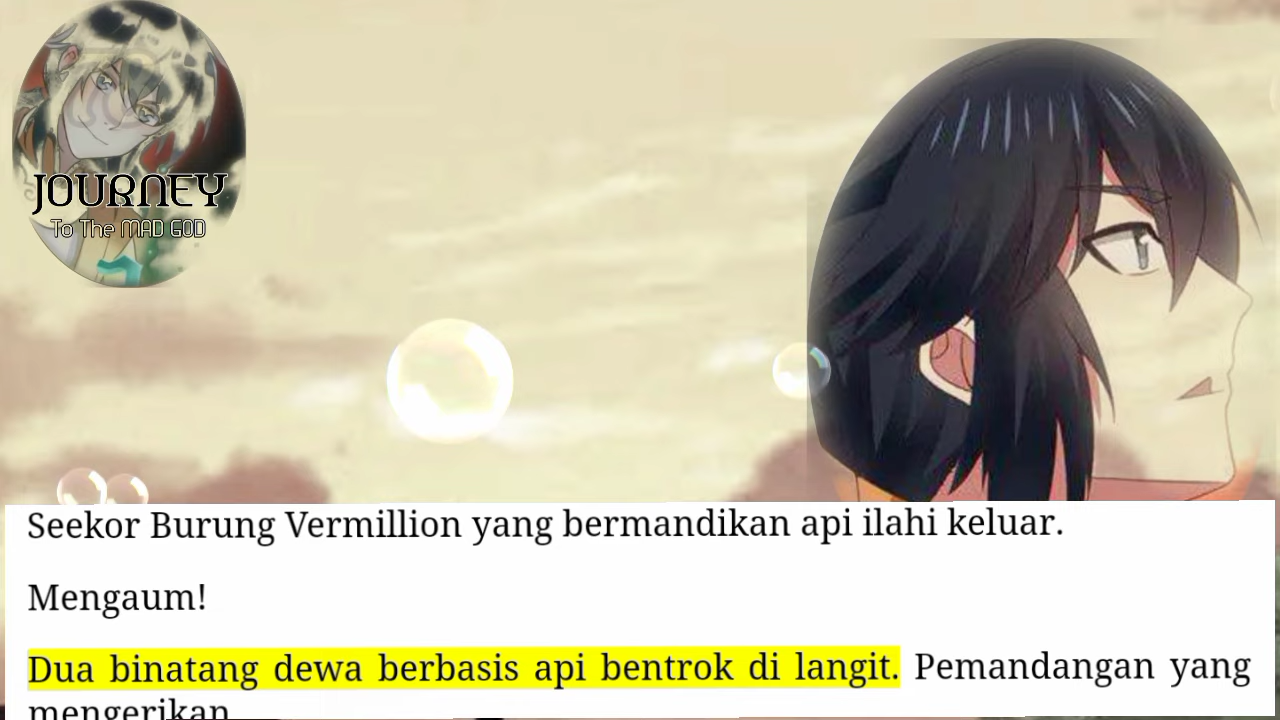 JOURNEY
To The MAD GOD
Seekor Burung Vermillion yang bermandikan api ilahi keluar.
Mengaum!
Dua binatang dewa berbasis api bentrok di langit. Pemandangan yang
mengerikan